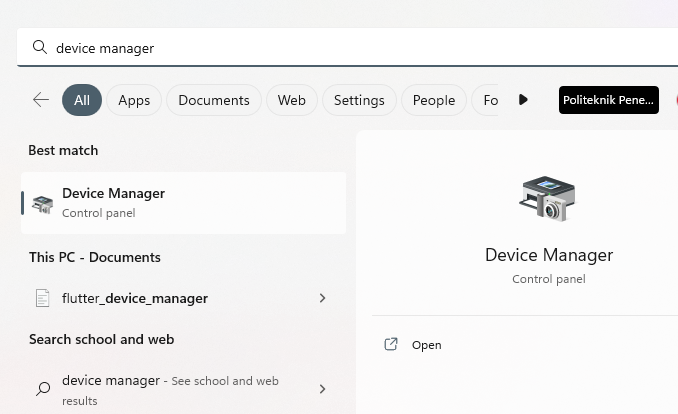 device manager
All
Apps
Documents
Web
Settings
People
Fo
Politeknik Pene...
Best match
Device Manager
Control panel
This PC - Documents
flutter_device_manager
Search school and web
device manager - See school and web
results
Device Manager
Control panel
Open